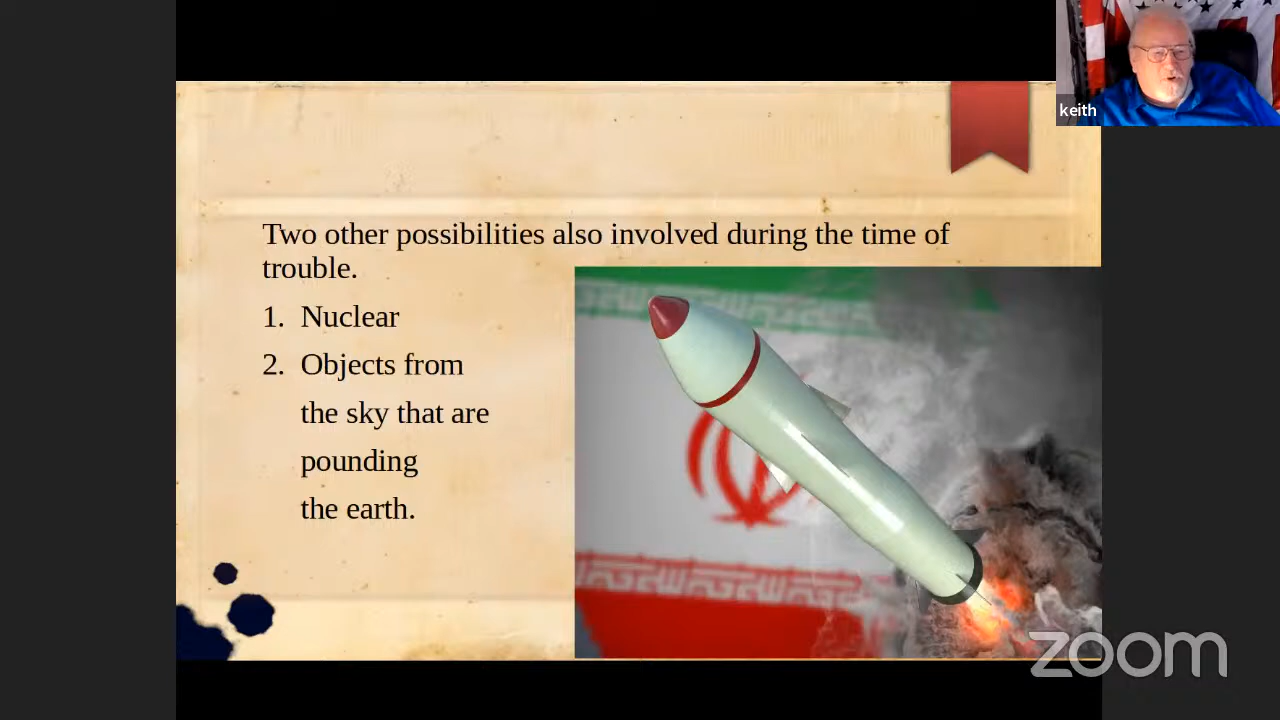 keith
Two other possibilities also involved during the time of
trouble.
1. Nuclear
2. Objects from
the sky that are
pounding
the earth.
zoom